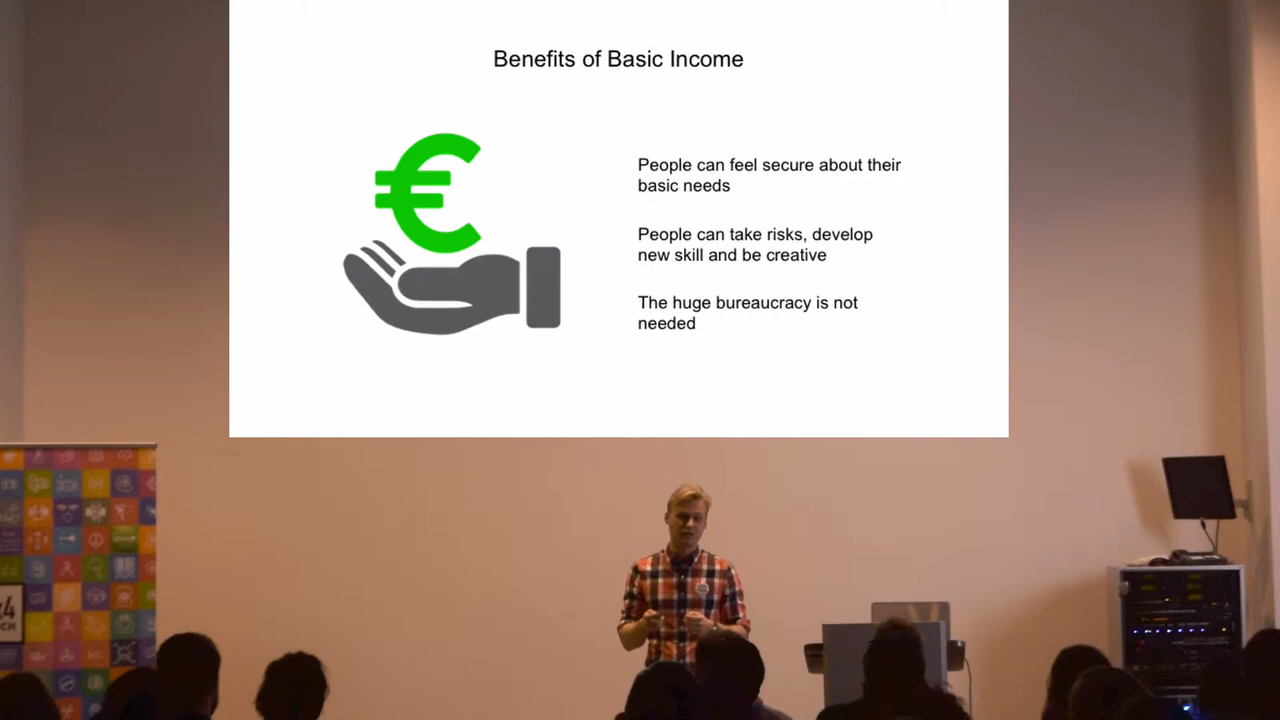 Benefits of Basic Income
€
People can feel secure about their
basic needs
People can take risks, develop
new skill and be creative
The huge bureaucracy is not
needed